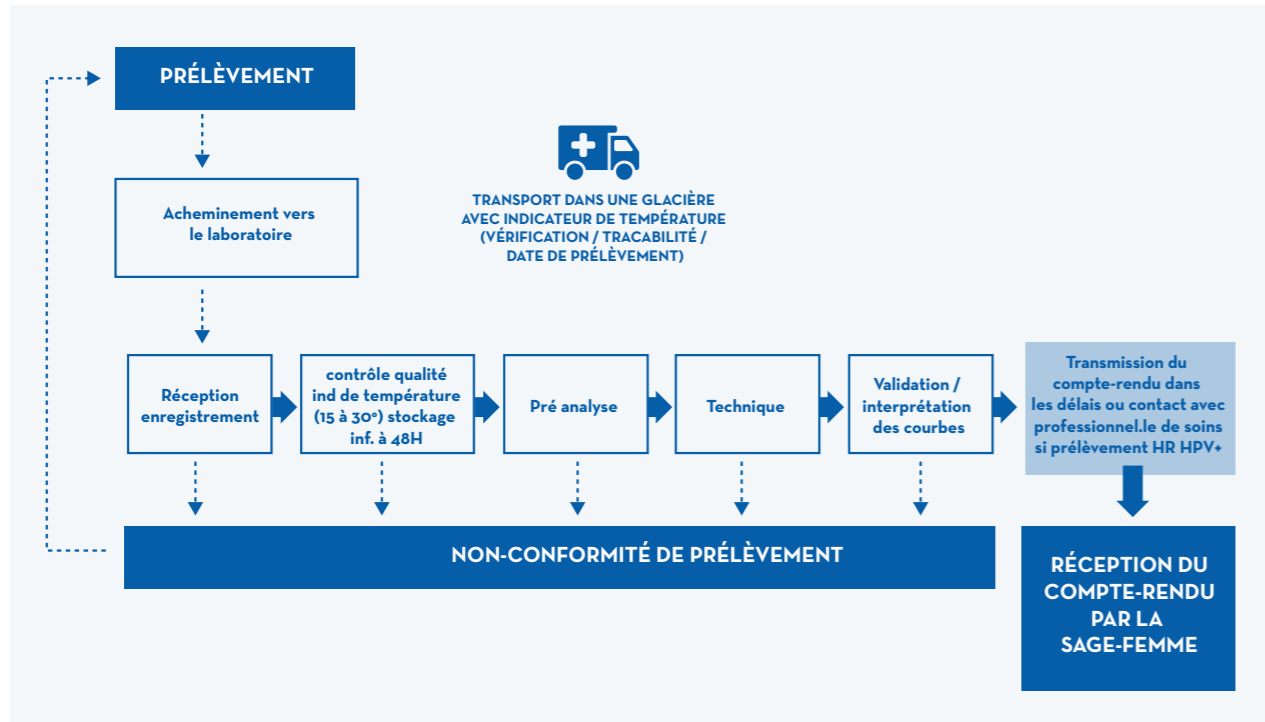 PRÉLÈVEMENT
Acheminement vers
le laboratoire
TRANSPORT DANS UNE GLACIÈRE
AVEC INDICATEUR DE TEMPÉRATURE
(VÉRIFICATION / TRACABILITÉ /
DATE DE PRÉLÈVEMENT)
Réception
enregistrement
contrôle qualité
ind de température
(15 à 30°) stockage
inf. à 48H
Pré analyse
Technique
Validation /
interprétation
des courbes
Transmission du
compte-rendu dans
les délais ou contact avec
professionnel.le de soins
si prélèvement HR HPV+
NON-CONFORMITÉ DE PRÉLÈVEMENT
RÉCEPTION DU
COMPTE-RENDU
PAR LA
SAGE-FEMME